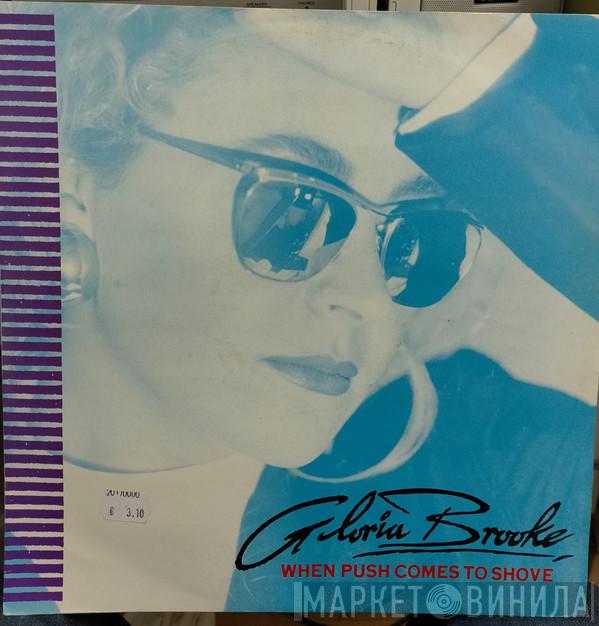 20170000
€ 3.10
Gloria Brooke
WHEN PUSH COMES TO SHOVE
МАРКЕТ ВИНИЛА